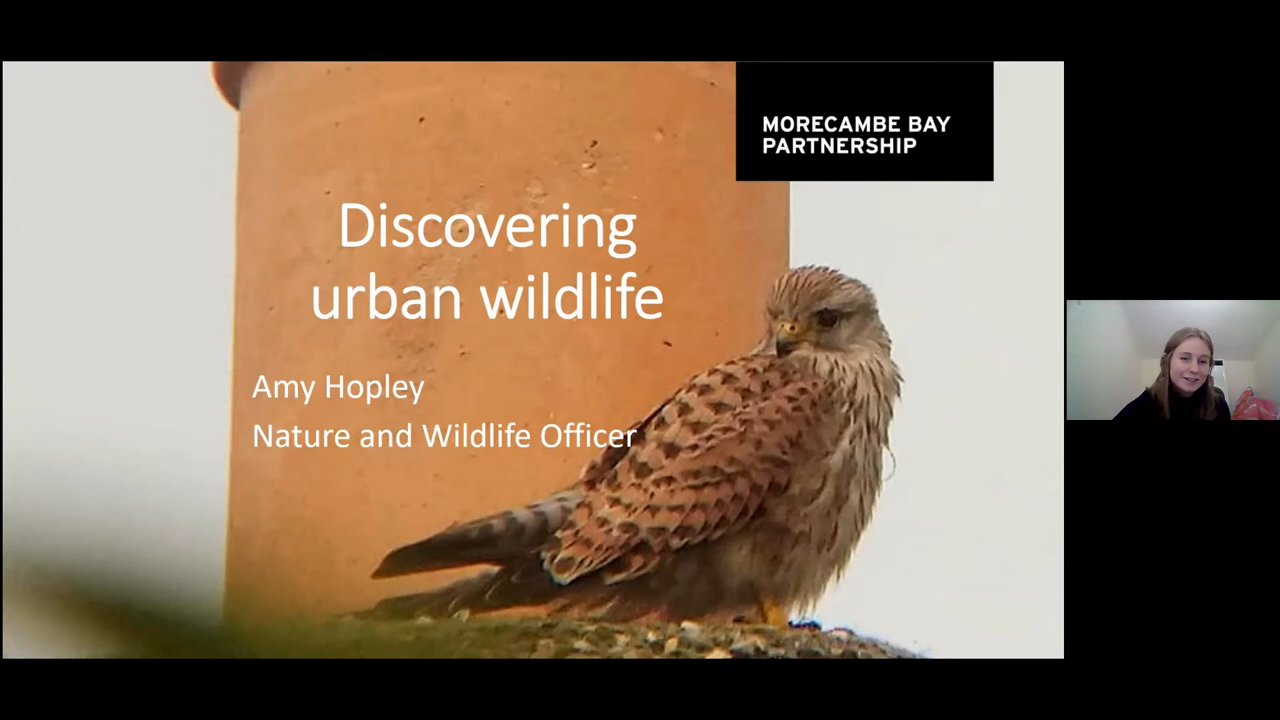 MORECAMBE BAY
PARTNERSHIP
Discovering
urban wildlife
Amy Hopley
Nature and Wildlife Officer